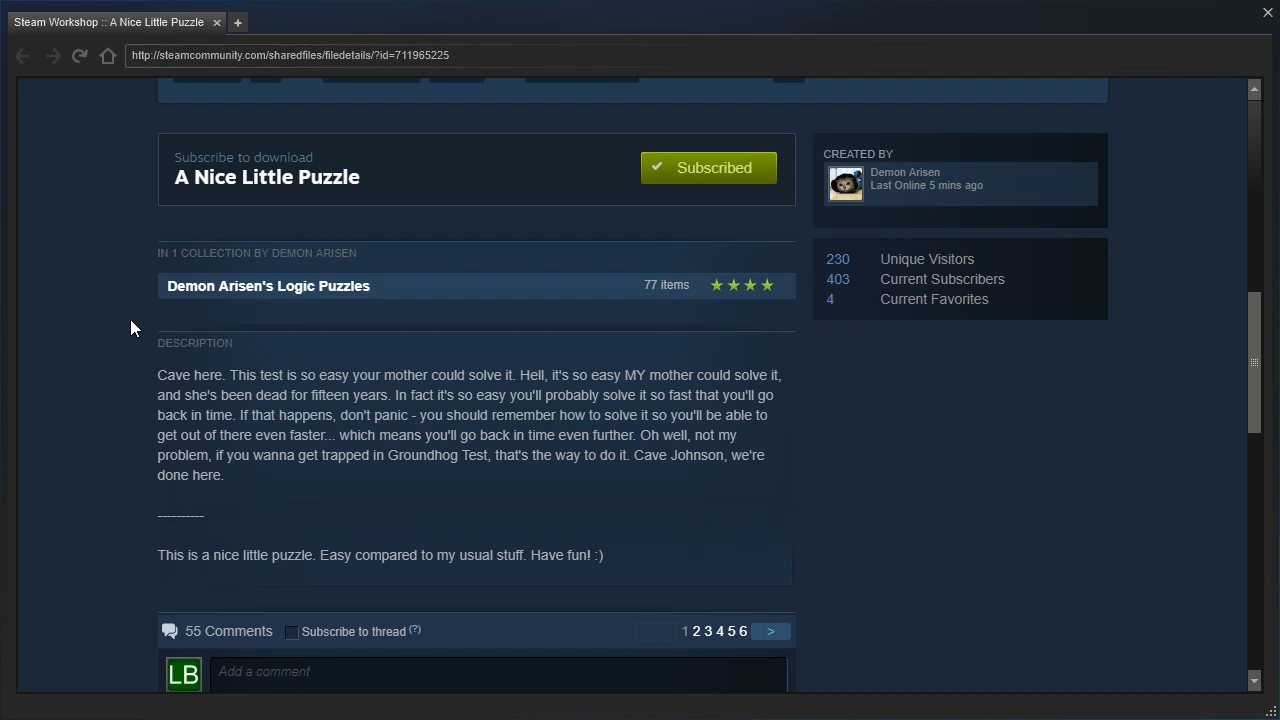 Steam Workshop :: A Nice Little Puzzle
http://steamcommunity.com/sharedfiles/filedetails/?id=711965225
Subscribe to download
A Nice Little Puzzle
Subscribed
CREATED BY
Demon Arisen
Last Online 5 mins ago
230 Unique Visitors
403 Current Subscribers
4 Current Favorites
IN 1 COLLECTION BY DEMON ARISEN
Demon Arisen's Logic Puzzles 77 items
DESCRIPTION
Cave here. This test is so easy your mother could solve it. Hell, it's so easy MY mother could solve it,
and she's been dead for fifteen years. In fact it's so easy you'll probably solve it so fast that you'll go
back in time. If that happens, don't panic - you should remember how to solve it so you'll be able to
get out of there even faster... which means you'll go back in time even further. Oh well, not my
problem, if you wanna get trapped in Groundhog Test, that's the way to do it. Cave Johnson, we're
done here.
----------
This is a nice little puzzle. Easy compared to my usual stuff. Have fun! :)
55 Comments Subscribe to thread (?) 1 2 3 4 5 6 >
LB Add a comment